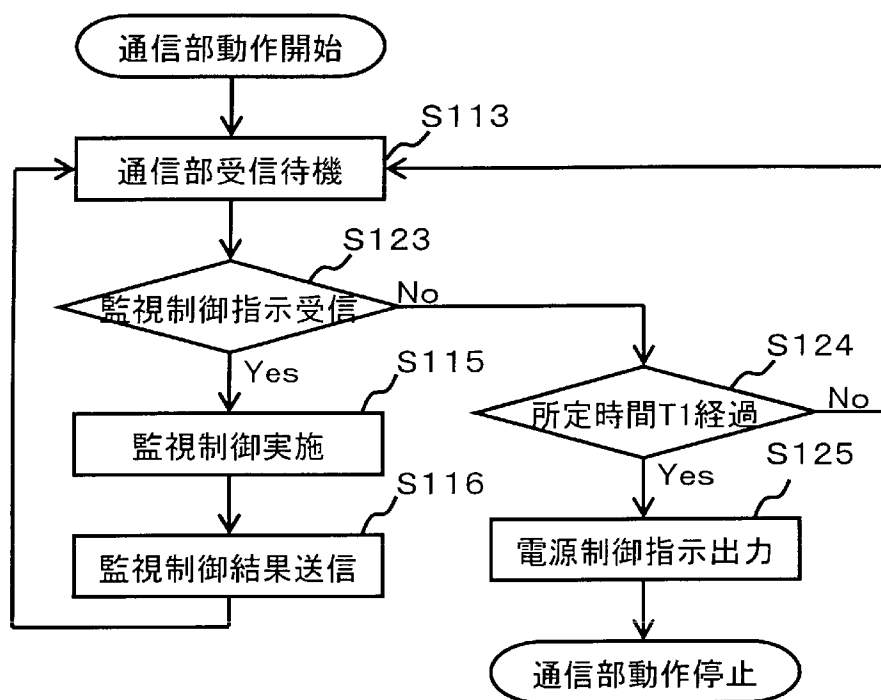 通信部動作開始
S113
通信部受信待機
S123
監視制御指示受信
No
Yes
S115
監視制御実施
S116
監視制御結果送信
S124
所定時間T1経過
No
Yes
S125
電源制御指示出力
通信部動作停止